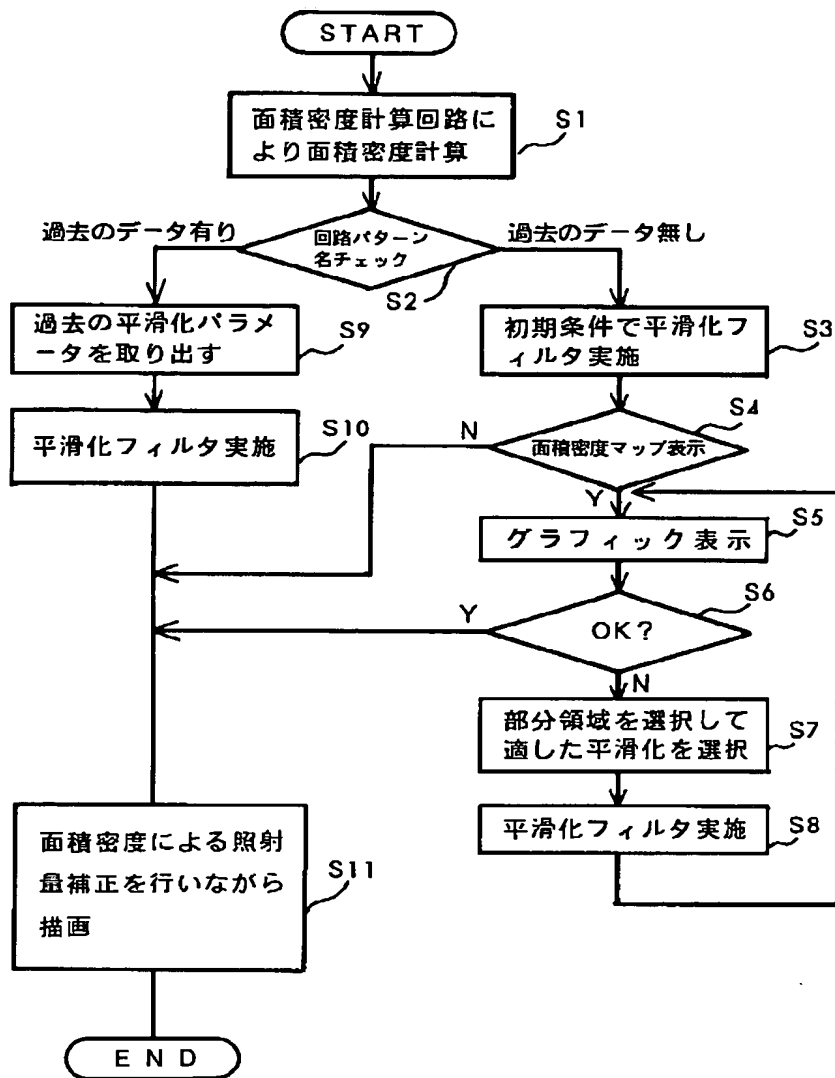 START
面積密度計算回路に
より面積密度計算
S1
過去のデータ有り
回路パターン
名チェック
過去のデータ無し
S2
過去の平滑化パラメ
ータを取り出す
S9
初期条件で平滑化フ
ィルタ実施
S3
平滑化フィルタ実施
S10
N
面積密度マップ表示
S4
Y
グラフィック表示
S5
Y
OK?
S6
N
部分領域を選択して
適した平滑化を選択
S7
平滑化フィルタ実施
S8
面積密度による照射
量補正を行いながら
描画
S11
END